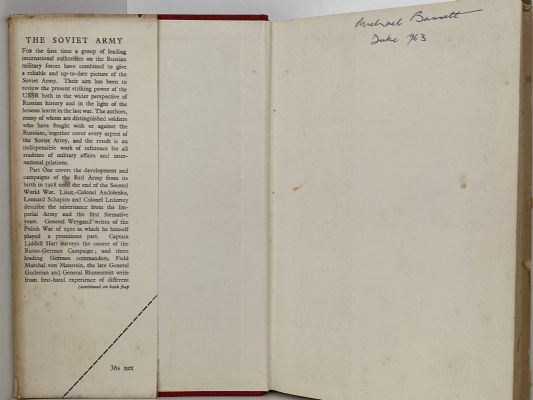 THE SOVIET ARMY
For the first time a group of leading
international authorities on the Russian
military forces have combined to give
a reliable and up-to-date picture of the
Soviet Army. Their aim has been to
review the present striking power of the
USSR both in the wider perspective of
Russian history and in the light of the
lessons learnt in the last war. The authors,
many of whom are distinguished soldiers
who have fought with or against the
Russians, together cover every aspect of
the Soviet Army, and the result is an
indispensible work of reference for all
students of military affairs and inter-
national relations.
Part One covers the development and
campaigns of the Red Army from its
birth in 1918 until the end of the Second
World War. Lieut.-Colonel Andolenko,
Leonard Schapiro and Colonel Lederrey
describe the inheritance from the Im-
perial Army and the first formative
years. General Weygand writes of the
Polish War of 1920 in which he himself
played a prominent part. Captain
Liddell Hart surveys the course of the
Russo-German Campaign; and three
leading German commanders, Field
Marshal von Manstein, the late General
Guderian and General Blumentritt write
from first-hand experience of different
(continued on back flap
36s net
Michael Bassett
Duke 1963